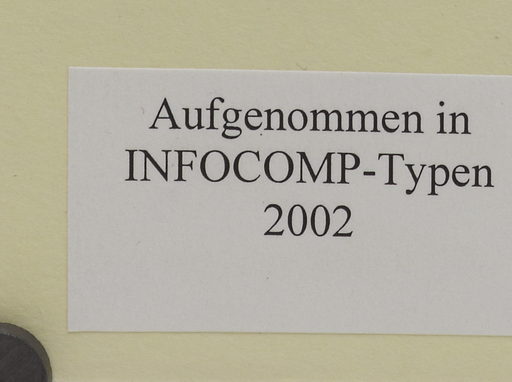 Aufgenommen in
INFOCOMP-Typen
2002